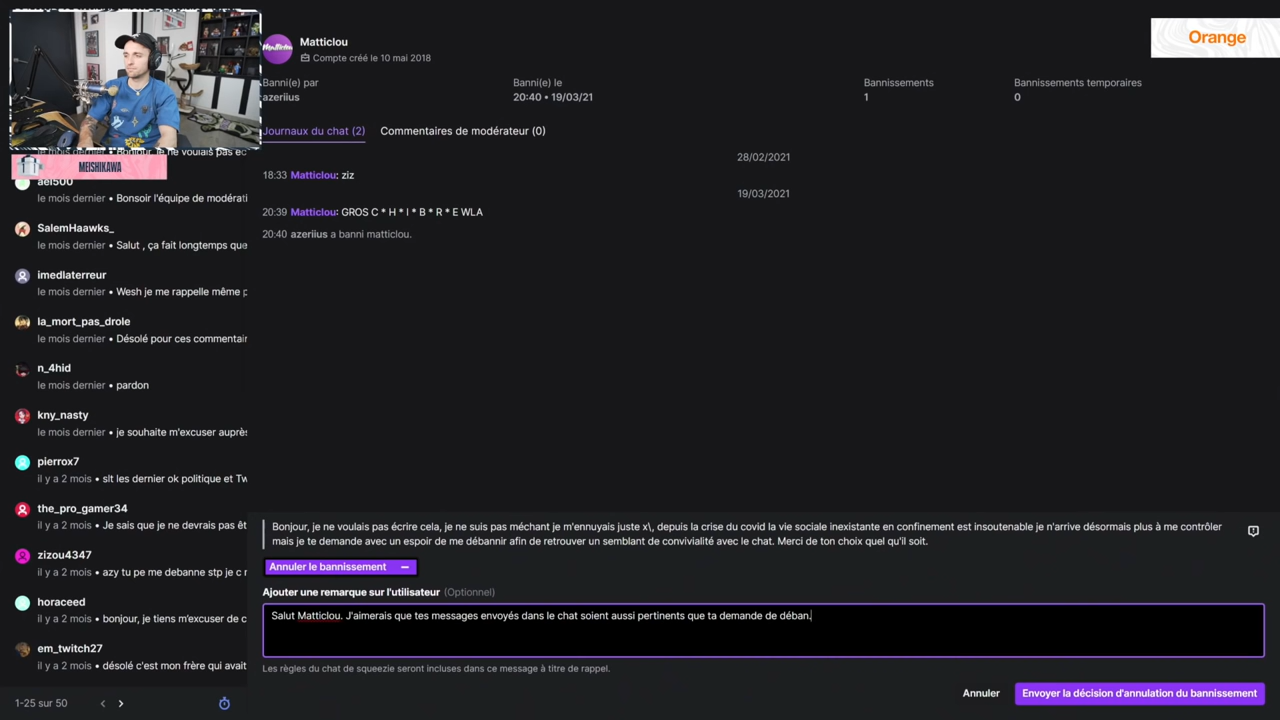 Matticlou
Compte créé le 10 mai 2018
Orange
Banni(e) par
azeriius
Banni(e) le
20:40 • 19/03/21
Bannissements
1
Bannissements temporaires
0
Journaux du chat (2)
Commentaires de modérateur (0)
28/02/2021
18:33 Matticlou: ziz
19/03/2021
20:39 Matticlou: GROS C * H * I * B * R * E WLA
20:40 azeriius a banni matticlou.
le mois dernier • Bonjour, je ne voulais pas éc
MEISHIKAWA
ael500
le mois dernier • Bonsoir l'équipe de modérati
SalemHaawks_
le mois dernier • Salut , ça fait longtemps que
imedlaterreur
le mois dernier • Wesh je me rappelle même p
la_mort_pas_drole
le mois dernier • Désolé pour ces commentair
n_4hid
le mois dernier • pardon
kny_nasty
le mois dernier • je souhaite m'excuser auprès
pierrox7
il y a 2 mois • slt les dernier ok politique et Tw
the_pro_gamer34
il y a 2 mois • Je sais que je ne devrais pas êt
zizou4347
il y a 2 mois • azy tu pe me debanne stp je c r
horaceed
il y a 2 mois • bonjour, je tiens m'excuser de c
em_twitch27
il y a 2 mois • désolé c'est mon frère qui avait
1-25 sur 50
Bonjour, je ne voulais pas écrire cela, je ne suis pas méchant je m'ennuyais juste x\, depuis la crise du covid la vie sociale inexistante en confinement est insoutenable je n'arrive désormais plus à me contrôler
mais je te demande avec un espoir de me débannir afin de retrouver un semblant de convivialité avec le chat. Merci de ton choix quel qu'il soit.
Annuler le bannissement
Ajouter une remarque sur l'utilisateur (Optionnel)
Salut Matticlou. J'aimerais que tes messages envoyés dans le chat soient aussi pertinents que ta demande de déban.
Les règles du chat de squeezie seront incluses dans ce message à titre de rappel.
Annuler
Envoyer la décision d'annulation du bannissement